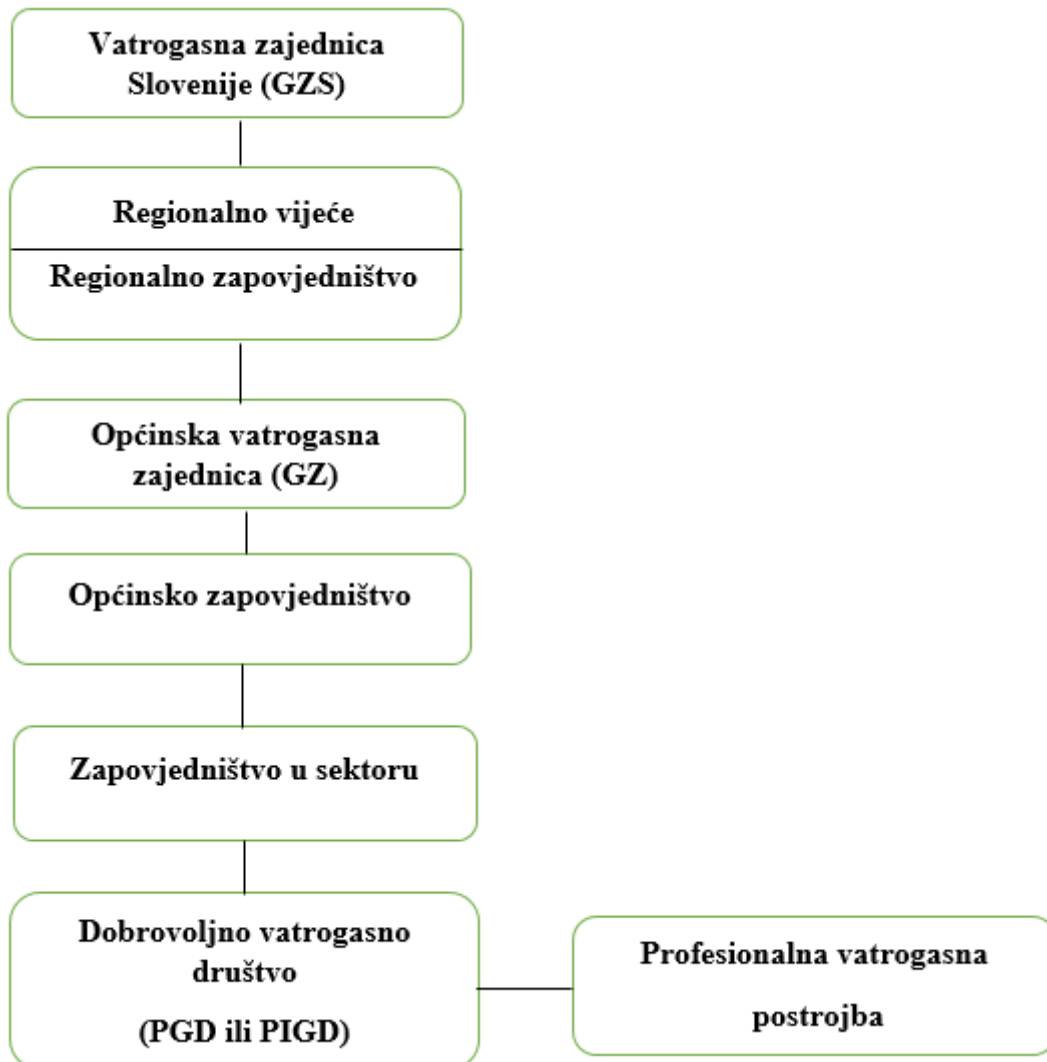 Vatrogasna zajednica
Slovenije (GZS)
Regionalno vijeće
Regionalno zapovjedništvo
Općinska vatrogasna
zajednica (GZ)
Općinsko zapovjedništvo
Zapovjedništvo u sektoru
Dobrovoljno vatrogasno
društvo
(PGD ili PIGD)
Profesionalna vatrogasna
postrojba